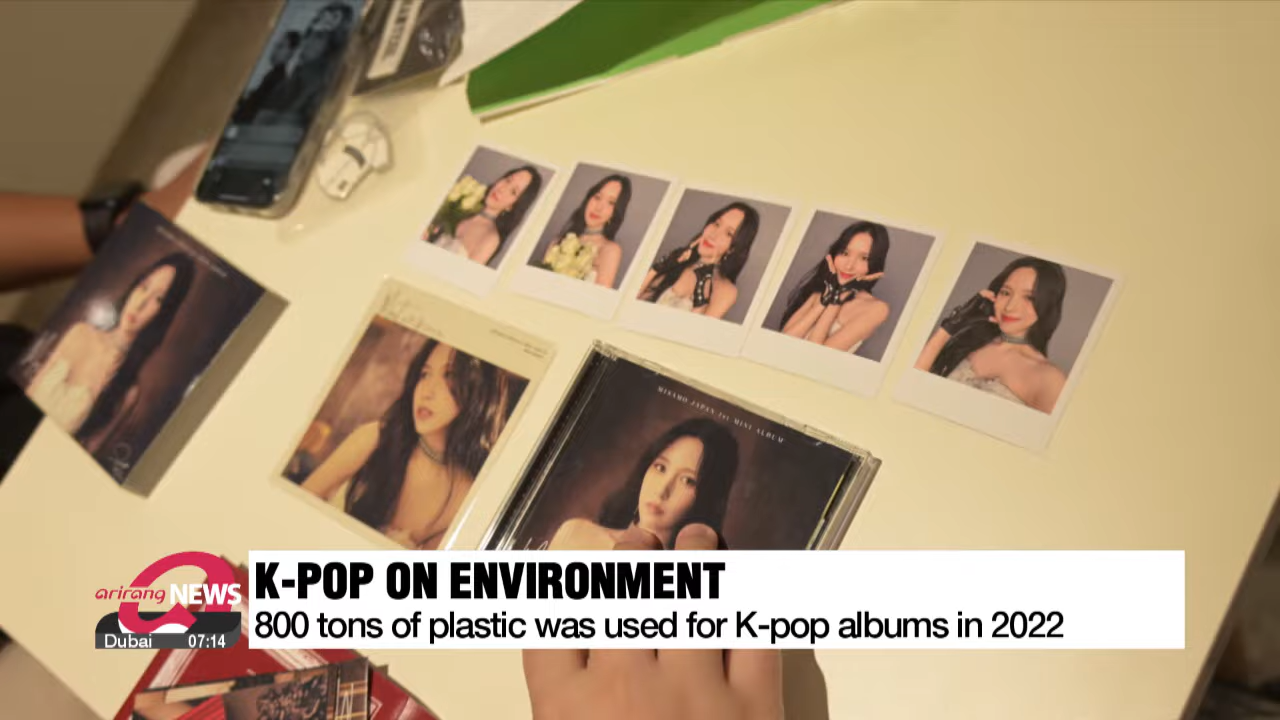 MISAMO JAPAN 1st MINI ALBUM
K-POP ON ENVIRONMENT
arirang NEWS
800 tons of plastic was used for K-pop albums in 2022
Dubai 07:14